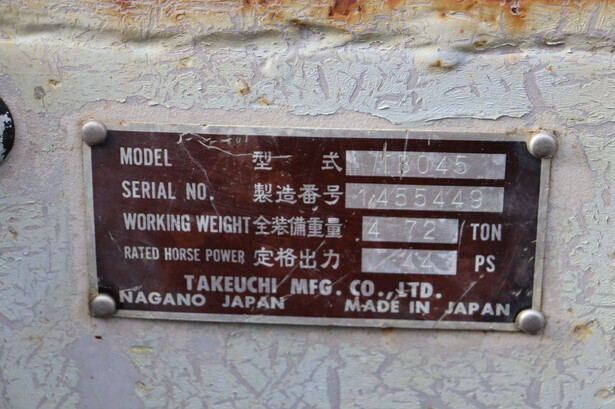 MODEL 型式 TB045
SERIAL NO. 製造番号 1455449
WORKING WEIGHT 全装備重量 4.72 TON
RATED HORSE POWER 定格出力 PS
TAKEUCHI MFG. CO., LTD.
NAGANO JAPAN MADE IN JAPAN